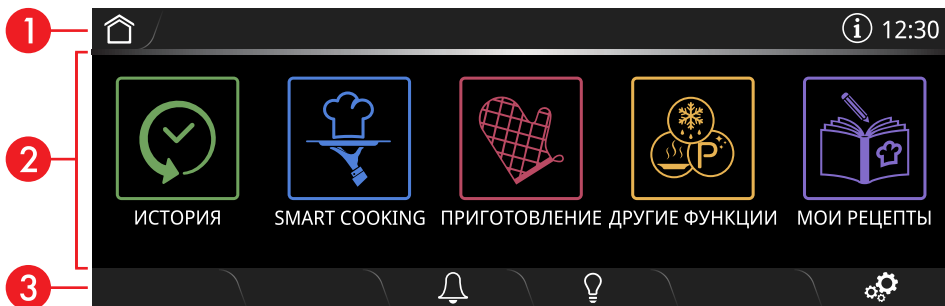 1
12:30
2
ИСТОРИЯ
SMART COOKING
ПРИГОТОВЛЕНИЕ
ДРУГИЕ ФУНКЦИИ
P
МОИ РЕЦЕПТЫ
3